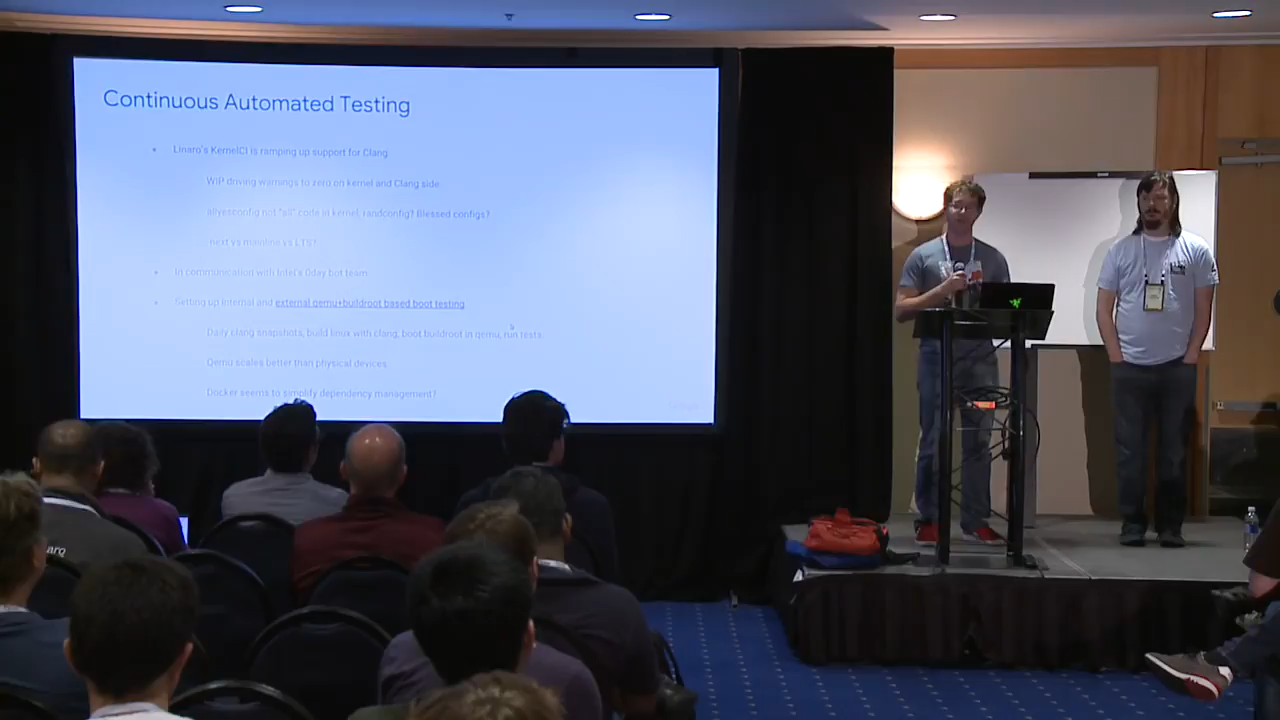 Continuous Automated Testing
Linaro's KernelCI is ramping up support for Clang
WIP driving warnings to zero on kernel and Clang side
allyesconfig not "all" code in kernel, randconfig? Blessed configs?
-next vs mainline vs LTS?
In communication with Intel's 0day bot team
Setting up internal and external qemu+buildroot based boot testing
Daily clang snapshots, build linux with clang, boot buildroot in qemu, run tests.
Qemu scales better than physical devices
Docker seems to simplify dependency management?
aro